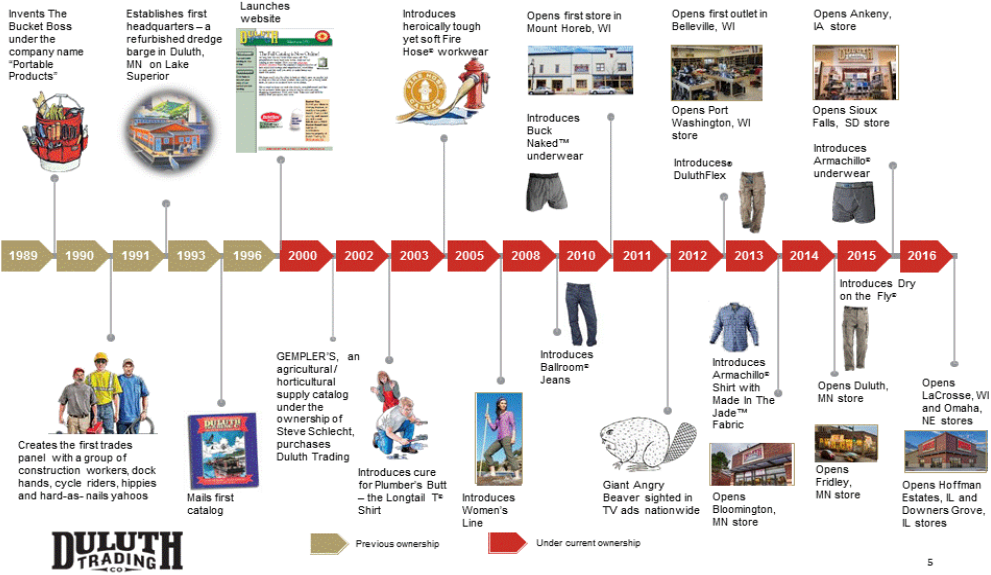 Invents The
Bucket Boss
under the
company name
“Portable
Products”
Establishes first
headquarters – a
refurbished dredge
barge in Duluth,
MN on Lake
Superior
Launches
website
DULUTH
Introduces
heroically tough
yet soft Fire
Hose® workwear
FIRE HOSE
CANVAS
Opens first store in
Mount Horeb, WI
Introduces
Buck
Naked™
underwear
Opens first outlet in
Belleville, WI
Opens Port
Washington, WI
store
Introduces®
DuluthFlex
Opens Ankeny,
IA store
DULUTH
Opens Sioux
Falls, SD store
Introduces
Armachillo®
underwear
1989
1990
1991
1993
1996
2000
2002
2003
2005
2008
2010
2011
2012
2013
2014
2015
2016
Creates the first trades
panel with a group of
construction workers, dock
hands, cycle riders, hippies
and hard-as- nails yahoos
DULUTH
Mails first
catalog
GEMPLER'S, an
agricultural /
horticultural
supply catalog
under the
ownership of
Steve Schlecht,
purchases
Duluth Trading
Introduces cure
for Plumber's Butt
– the Longtail T®
Shirt
Introduces
Women's
Line
Introduces
Ballroom®
Jeans
Giant Angry
Beaver sighted in
TV ads nationwide
Introduces
Armachillo®
Shirt with
Made In The
Jade™
Fabric
Opens
Bloomington,
MN store
Introduces Dry
on the Fly®
Opens Duluth,
MN store
Opens
Fridley,
MN store
Opens
LaCrosse, WI
and Omaha,
NE stores
Opens Hoffman
Estates, IL and
Downers Grove,
IL stores
DULUTH
TRADING
CO
Previous ownership
Under current ownership
5